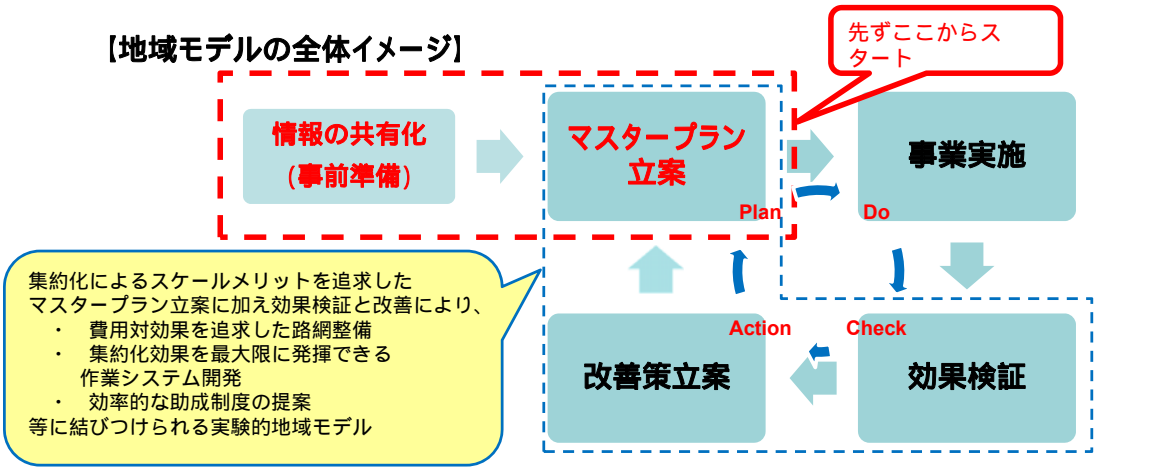 【地域モデルの全体イメージ】
先ずここからス
タート
情報の共有化
(事前準備)
マスタープラン
立案
事業実施
Plan
Do
集約化によるスケールメリットを追求した
マスタープラン立案に加え効果検証と改善により、
・ 費用対効果を追求した路網整備
・ 集約化効果を最大限に発揮できる
作業システム開発
・ 効率的な助成制度の提案
等に結びつけられる実験的地域モデル
Action
Check
改善策立案
効果検証